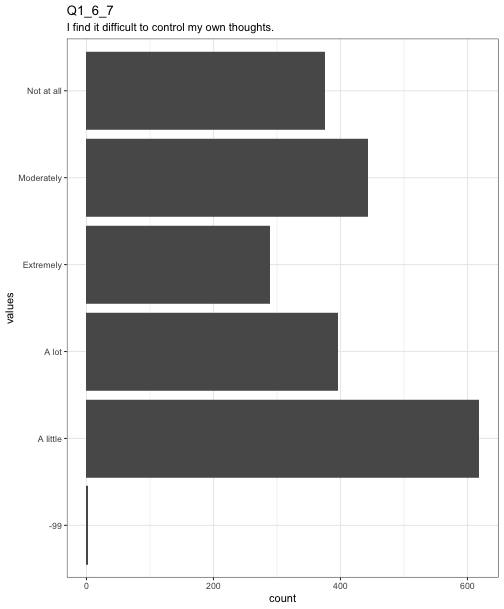 Q1_6_7
I find it difficult to control my own thoughts.
Not at all
Moderately
Extremely
A lot
A little
-99
values
0 200 400 600
count